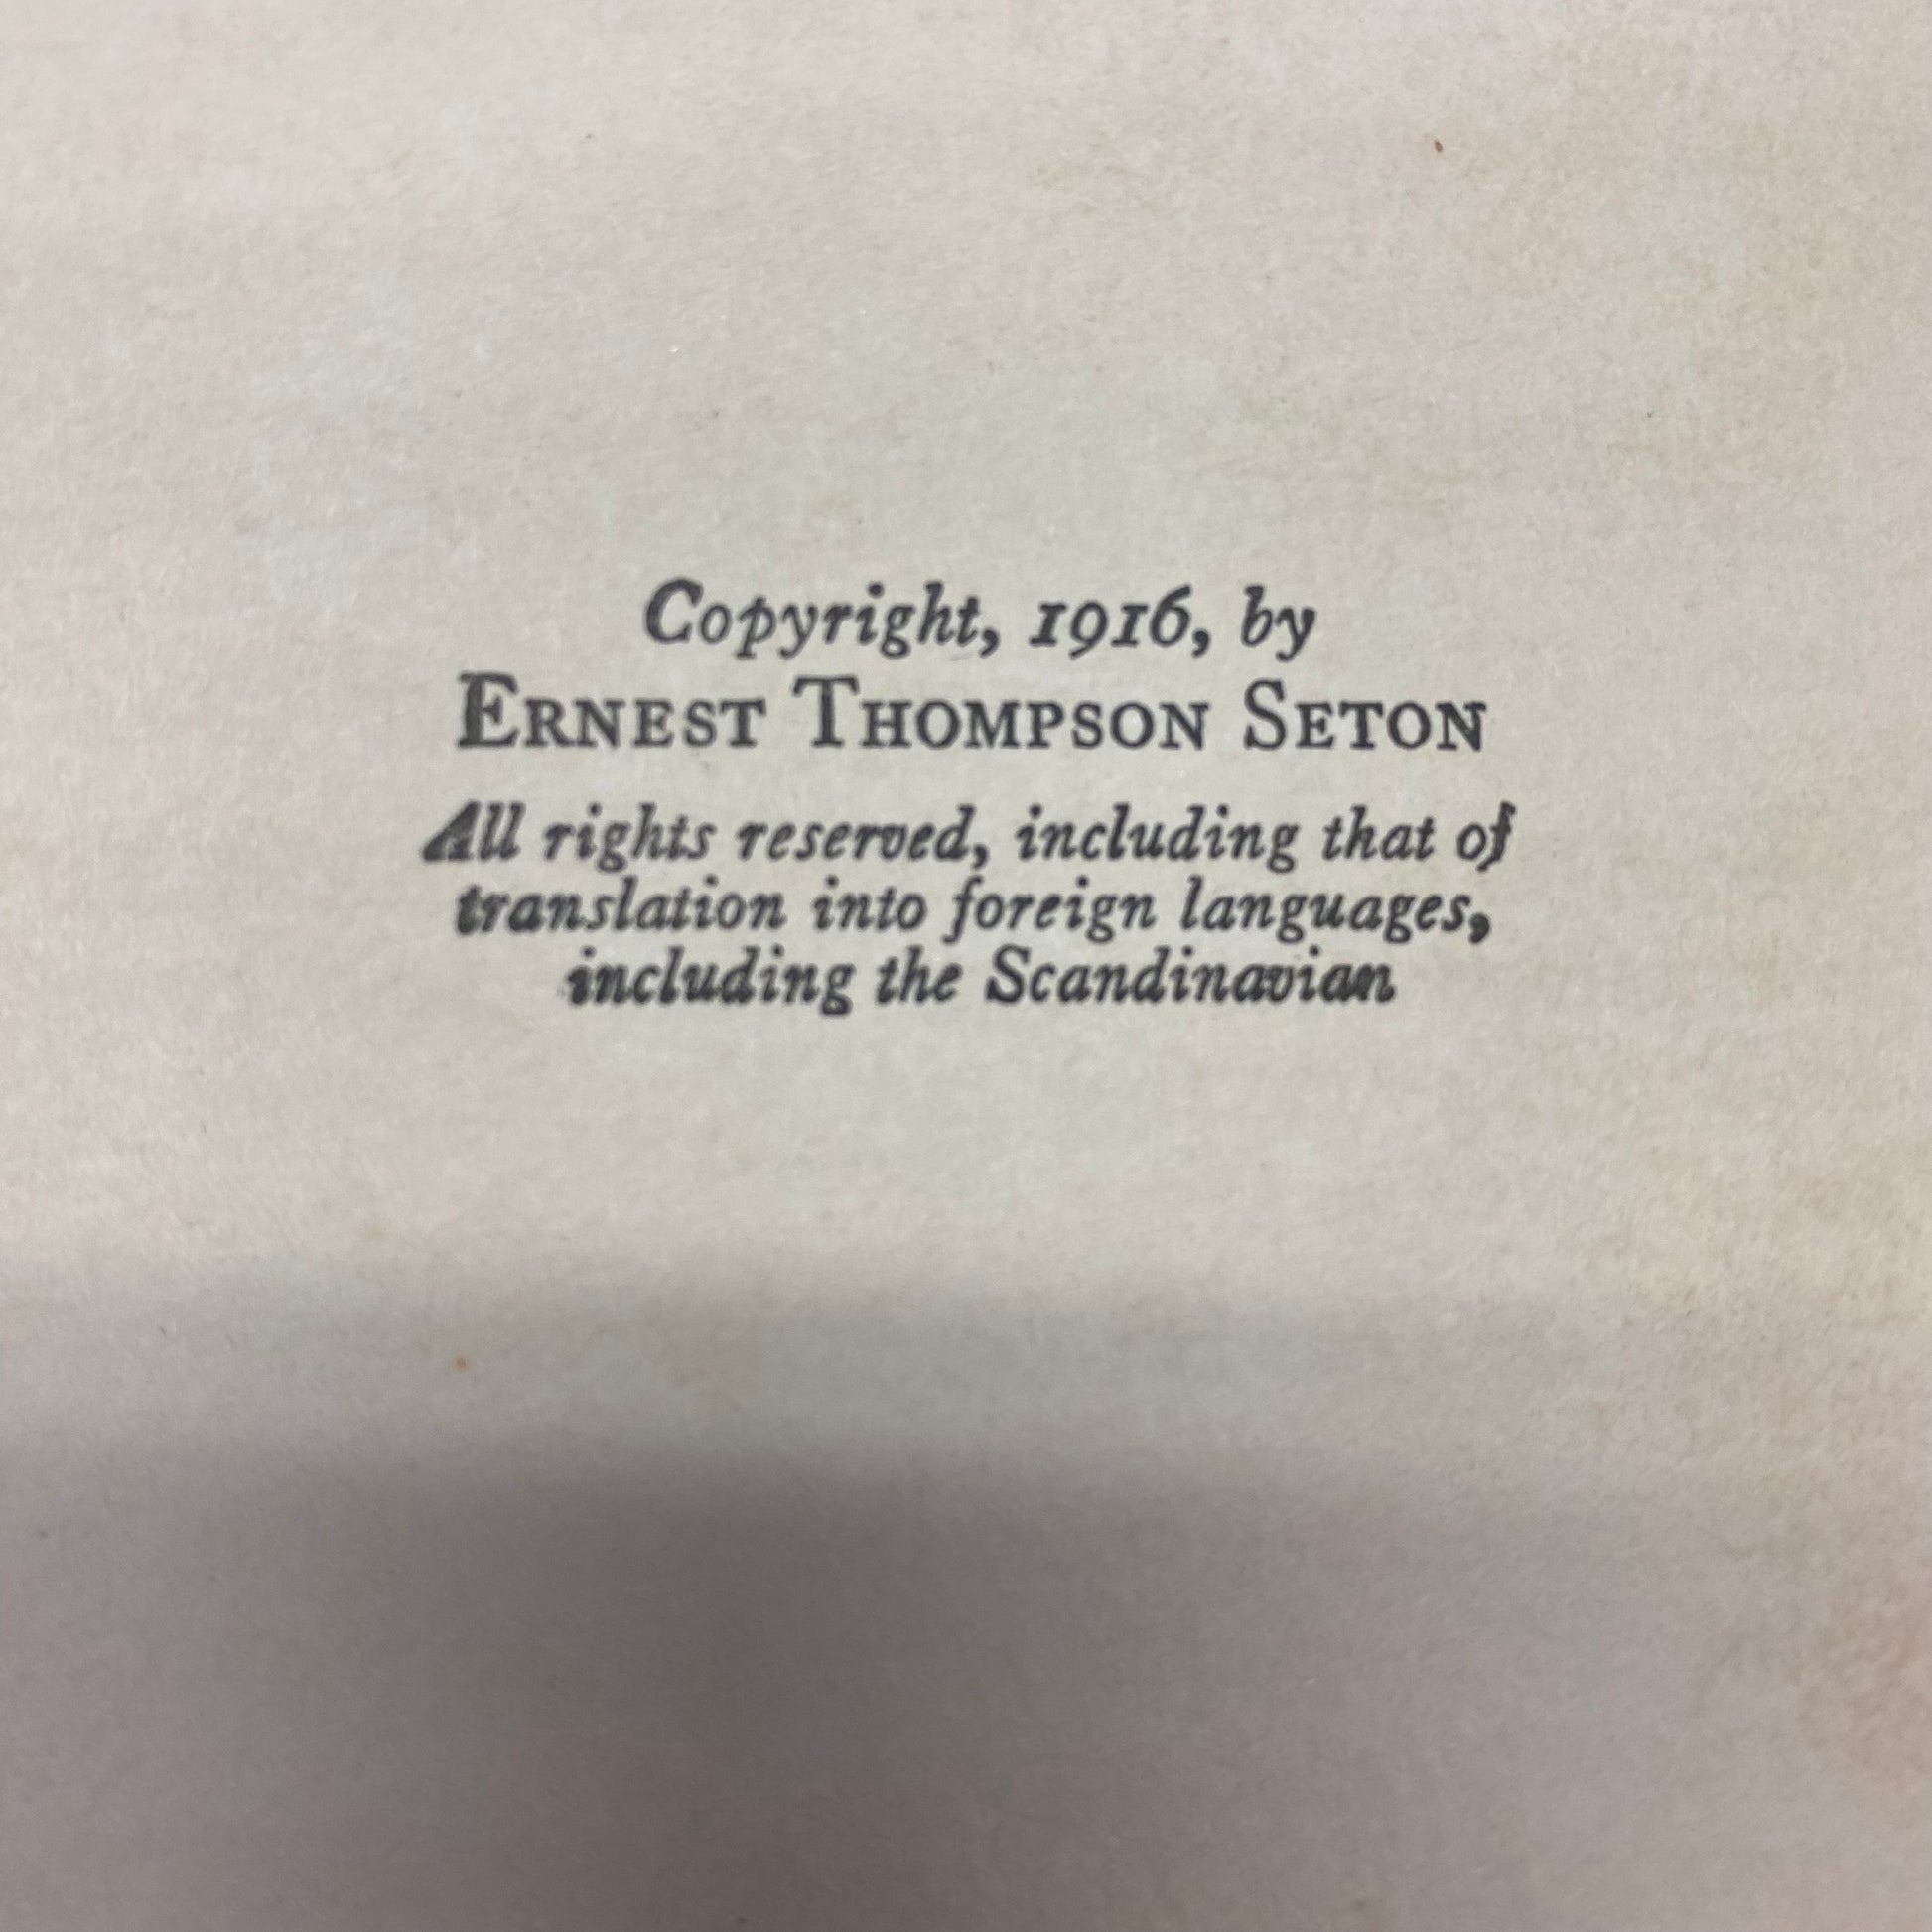 Copyright, 1916, by
ERNEST THOMPSON SETON
All rights reserved, including that of
translation into foreign languages,
including the Scandinavian